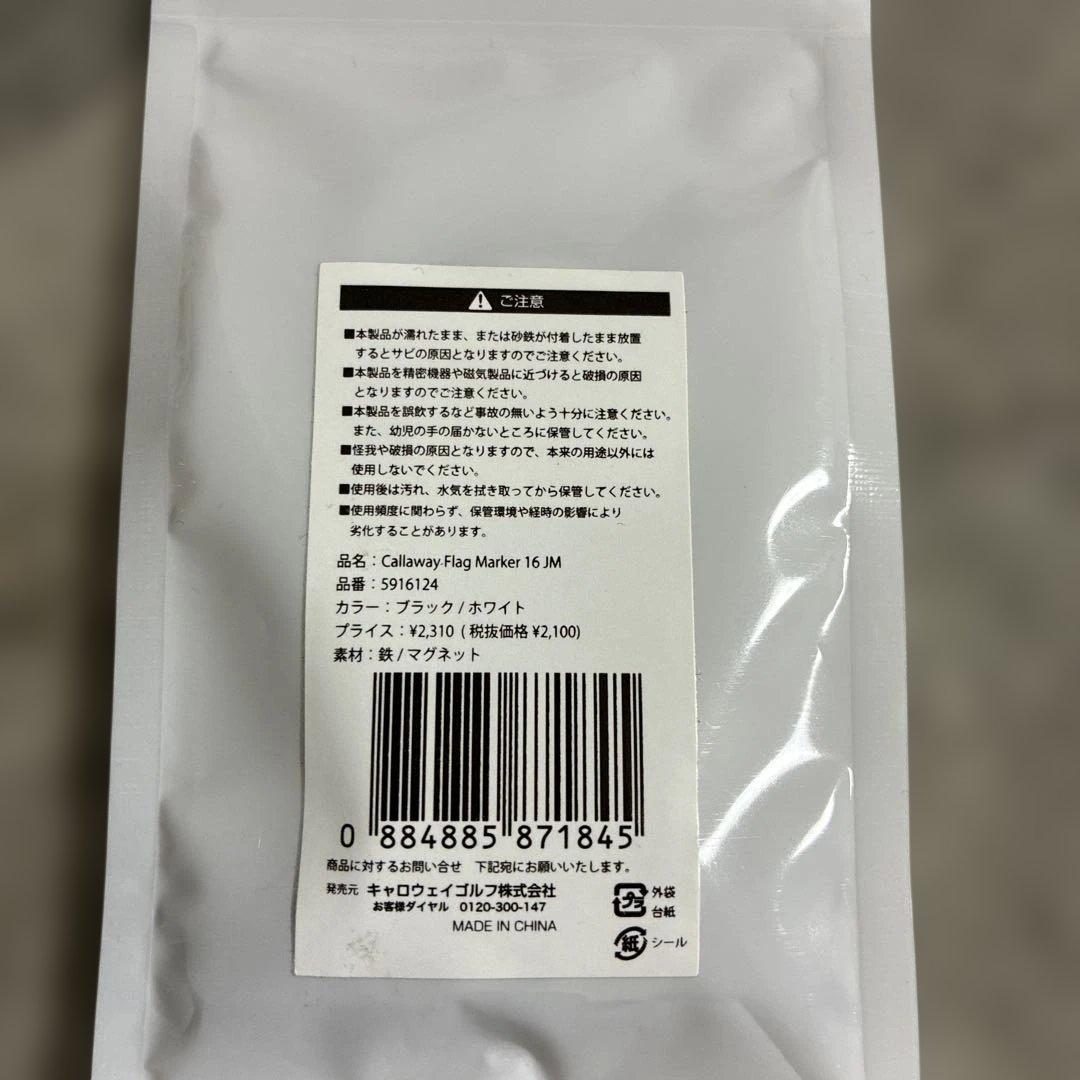 ご注意
■本製品が濡れたまま、または砂鉄が付着したまま放置
するとサビの原因となりますのでご注意ください。
■本製品を精密機器や磁気製品に近づけると破損の原因
となりますのでご注意ください。
■本製品を誤飲するなど事故の無いよう十分に注意ください。
また、幼児の手の届かないところに保管してください。
■怪我や破損の原因となりますので、本来の用途以外には
使用しないでください。
■使用後は汚れ、水気を拭き取ってから保管してください。
■使用頻度に関わらず、保管環境や経時の影響により
劣化することがあります。
品名：Callaway Flag Marker 16 JM
品番：5916124
カラー：ブラック / ホワイト
プライス：¥2,310 ( 税抜価格 ¥2,100)
素材：鉄 / マグネット
0 884885 871845
商品に対するお問い合せ　下記宛にお願いいたします。
発売元 キャロウェイゴルフ株式会社
お客様ダイヤル 0120-300-147
MADE IN CHINA
プラ 外袋
台紙
紙 シール